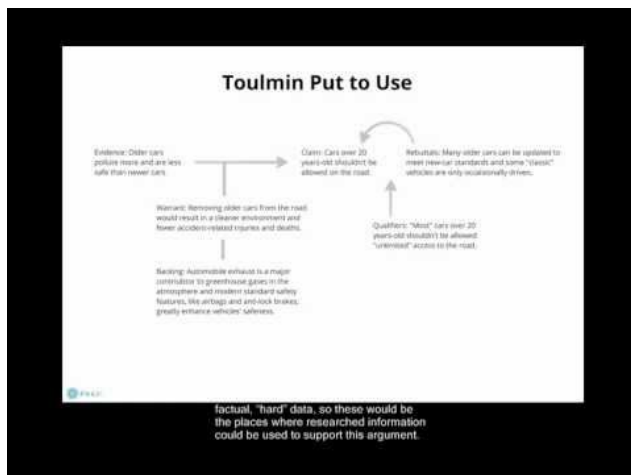 Toulmin Put to Use
Evidence: Older cars
pollute more and are less
safe than newer cars
Claim: Cars over 20
years-old shouldn't be
allowed on the road.
Rebuttals: Many older cars can be updated to
meet new-car standards and some "classic"
vehicles are only occasionally driven.
Warrant: Removing older cars from the road
would result in a cleaner environment and
fewer accident-related injuries and deaths.
Qualifiers: "Most" cars over 20
years-old shouldn't be allowed
"unlimited" access to the road.
Backing: Automobile exhaust is a major
contributor to greenhouse gases in the
atmosphere and modern standard safety
features, like airbags and anti-lock brakes,
greatly enhance vehicles' safeness.
factual, "hard" data, so these would be
the places where researched information
could be used to support this argument.